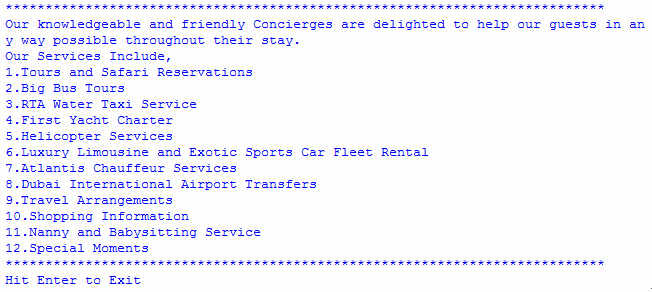 ***************************************************************************
Our knowledgeable and friendly Concierges are delighted to help our guests in an
y way possible throughout their stay.
Our Services Include,
1.Tours and Safari Reservations
2.Big Bus Tours
3.RTA Water Taxi Service
4.First Yacht Charter
5.Helicopter Services
6.Luxury Limousine and Exotic Sports Car Fleet Rental
7.Atlantis Chauffeur Services
8.Dubai International Airport Transfers
9.Travel Arrangements
10.Shopping Information
11.Nanny and Babysitting Service
12.Special Moments
***************************************************************************
Hit Enter to Exit